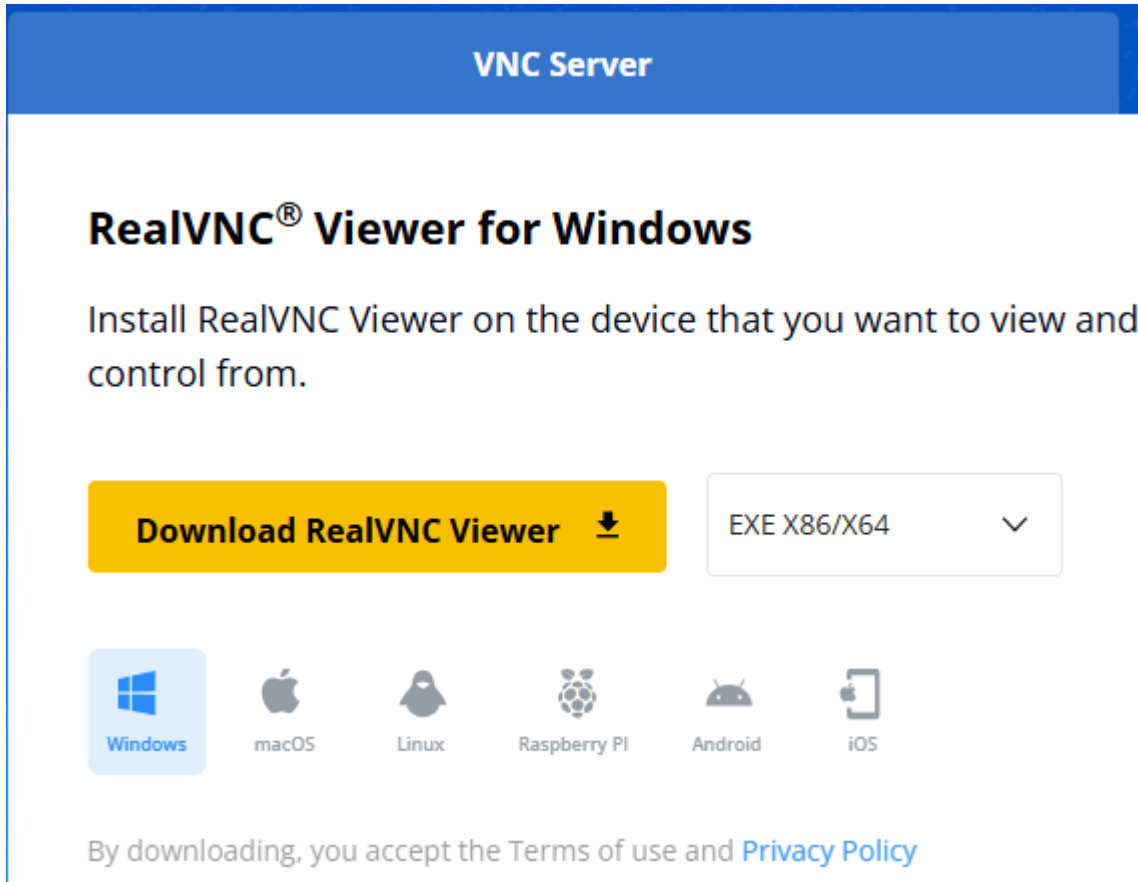 VNC Server
RealVNC® Viewer for Windows
Install RealVNC Viewer on the device that you want to view and
control from.
Download RealVNC Viewer
EXE X86/X64
Windows
macOS
Linux
Raspberry PI
Android
iOS
By downloading, you accept the Terms of use and Privacy Policy